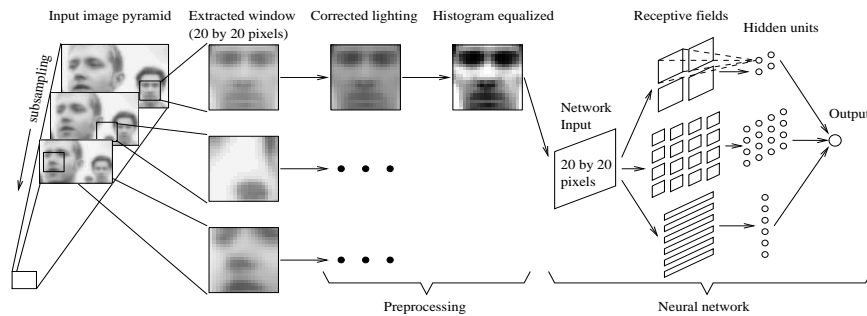 Input image pyramid
Extracted window
(20 by 20 pixels)
Corrected lighting
Histogram equalized
Receptive fields
Hidden units
subsampling
Network
Input
Output
20 by 20
pixels
Preprocessing
Neural network